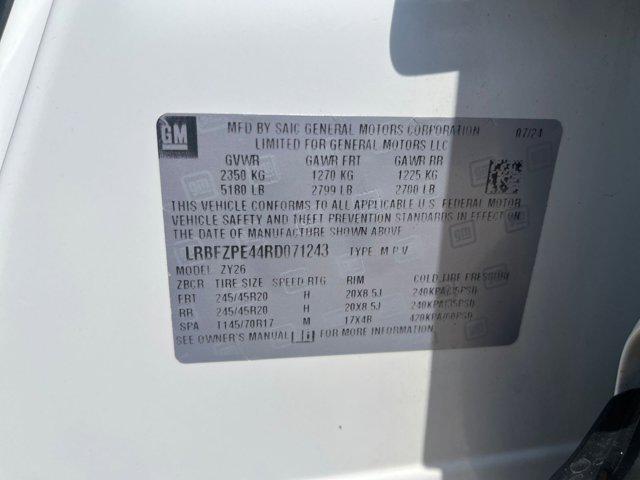 GM
MFD BY SAIC GENERAL MOTORS CORPORATION 07/24
LIMITED FOR GENERAL MOTORS LLC
GVWR GAWR FRT GAWR RR
2350 KG 1270 KG 1225 KG
5180 LB 2799 LB 2700 LB
THIS VEHICLE CONFORMS TO ALL APPLICABLE U.S. FEDERAL MOTOR
VEHICLE SAFETY AND THEFT PREVENTION STANDARDS IN EFFECT ON
THE DATE OF MANUFACTURE SHOWN ABOVE.
LRBFZPE44RD071243 TYPE: M P V
MODEL: ZY26
ZBCR TIRE SIZE SPEED RTG RIM COLD TIRE PRESSURE
FRT 245/45R20 H 20X8.5J 240KPA(35PSI)
RR 245/45R20 H 20X8.5J 240KPA(35PSI)
SPA T145/70R17 M 17X4B 420KPA(60PSI)
SEE OWNER'S MANUAL FOR MORE INFORMATION